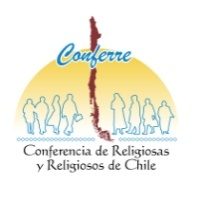 Conferre
Conferencia de Religiosas
y Religiosos de Chile